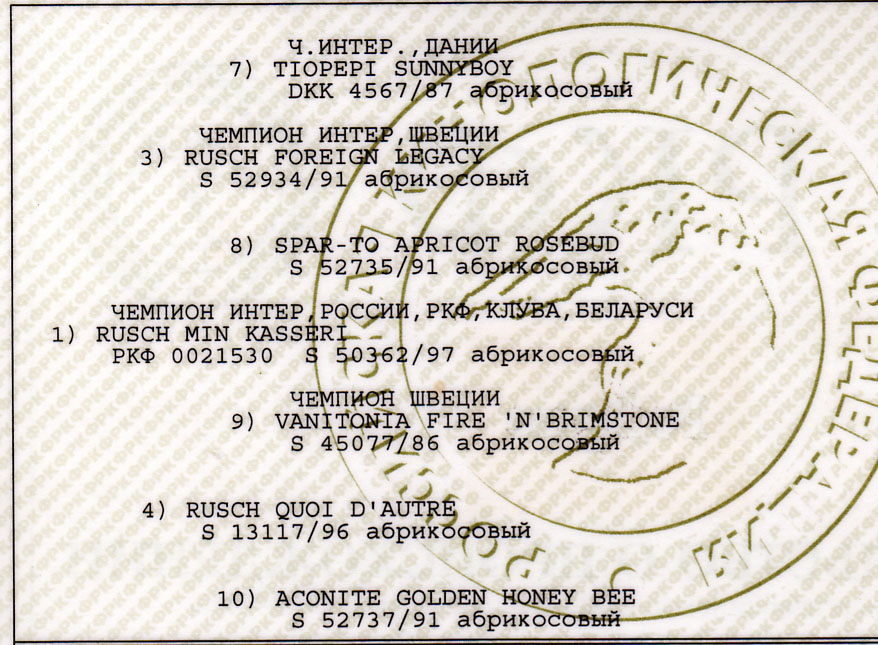 Ч.ИНТЕР.,ДАНИИ
7) TIOPEPI SUNNYBOY
DKK 4567/87 абрикосовый
ЧЕМПИОН ИНТЕР,ШВЕЦИИ
3) RUSCH FOREIGN LEGACY
S 52934/91 абрикосовый
8) SPAR-TO APRICOT ROSEBUD
S 52735/91 абрикосовый
ЧЕМПИОН ИНТЕР,РОССИИ,РКФ,КЛУБА,БЕЛАРУСИ
1) RUSCH MIN KASSERI
РКФ 0021530 S 50362/97 абрикосовый
ЧЕМПИОН ШВЕЦИИ
9) VANITONIA FIRE 'N'BRIMSTONE
S 45077/86 абрикосовый
4) RUSCH QUOI D'AUTRE
S 13117/96 абрикосовый
10) ACONITE GOLDEN HONEY BEE
S 52737/91 абрикосовый
РОССИЙСКАЯ КИНОЛОГИЧЕСКАЯ ФЕДЕРАЦИЯ